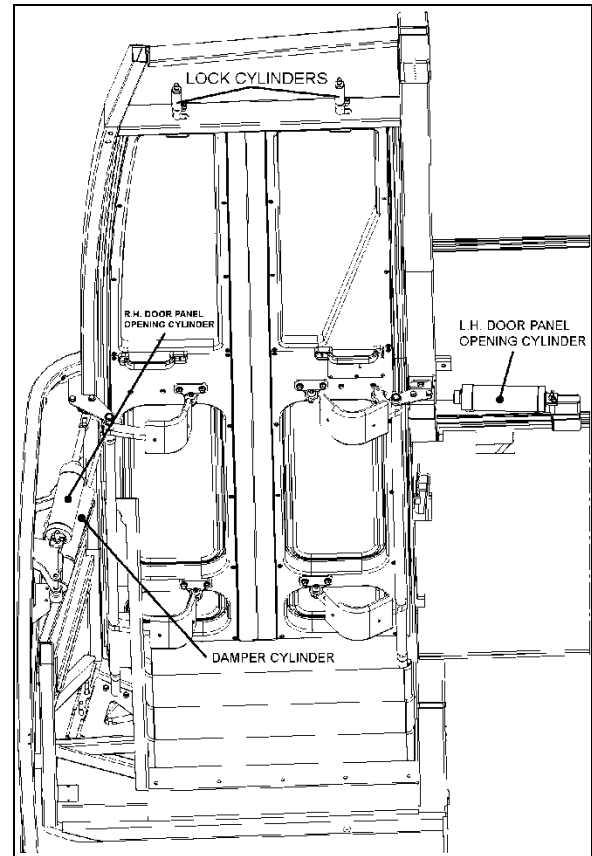 LOCK CYLINDERS
R.H. DOOR PANEL
OPENING CYLINDER
L.H. DOOR PANEL
OPENING CYLINDER
DAMPER CYLINDER